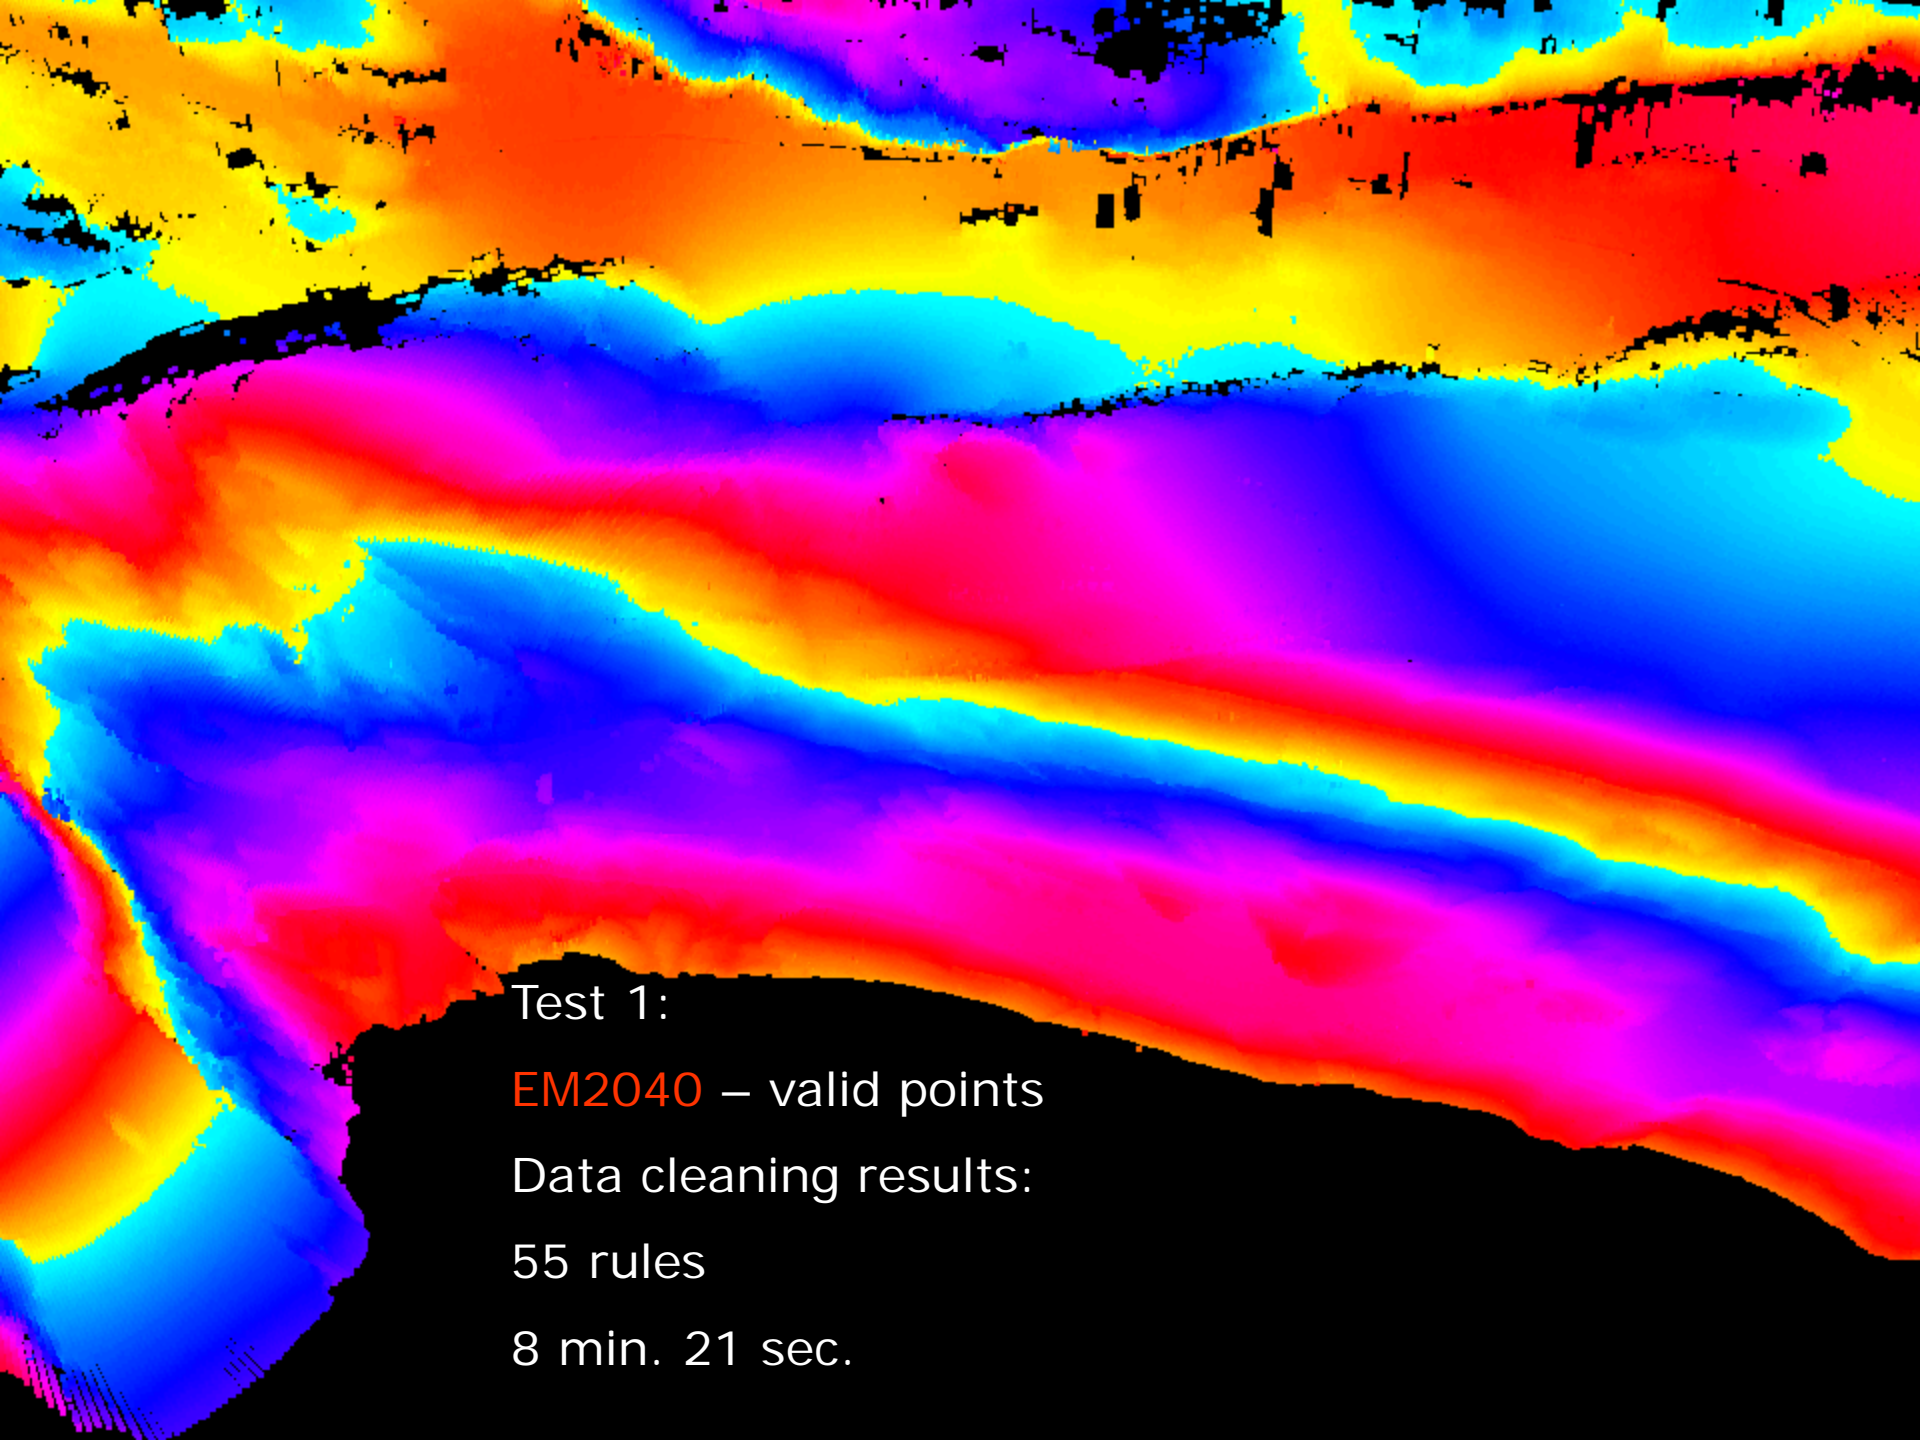 Test 1:
EM2040 – valid points
Data cleaning results:
55 rules
8 min. 21 sec.